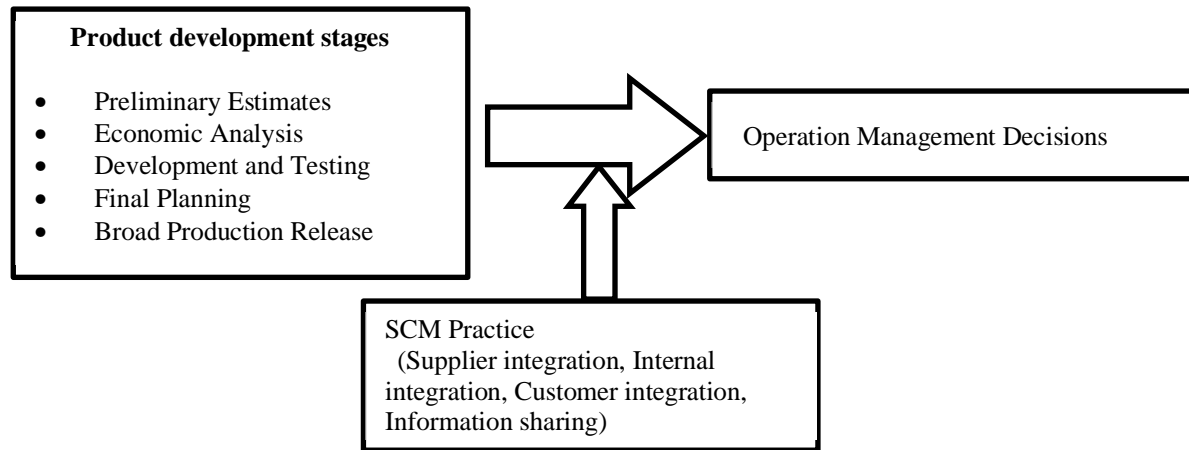 Product development stages
• Preliminary Estimates
• Economic Analysis
• Development and Testing
• Final Planning
• Broad Production Release
Operation Management Decisions
SCM Practice
(Supplier integration, Internal
integration, Customer integration,
Information sharing)